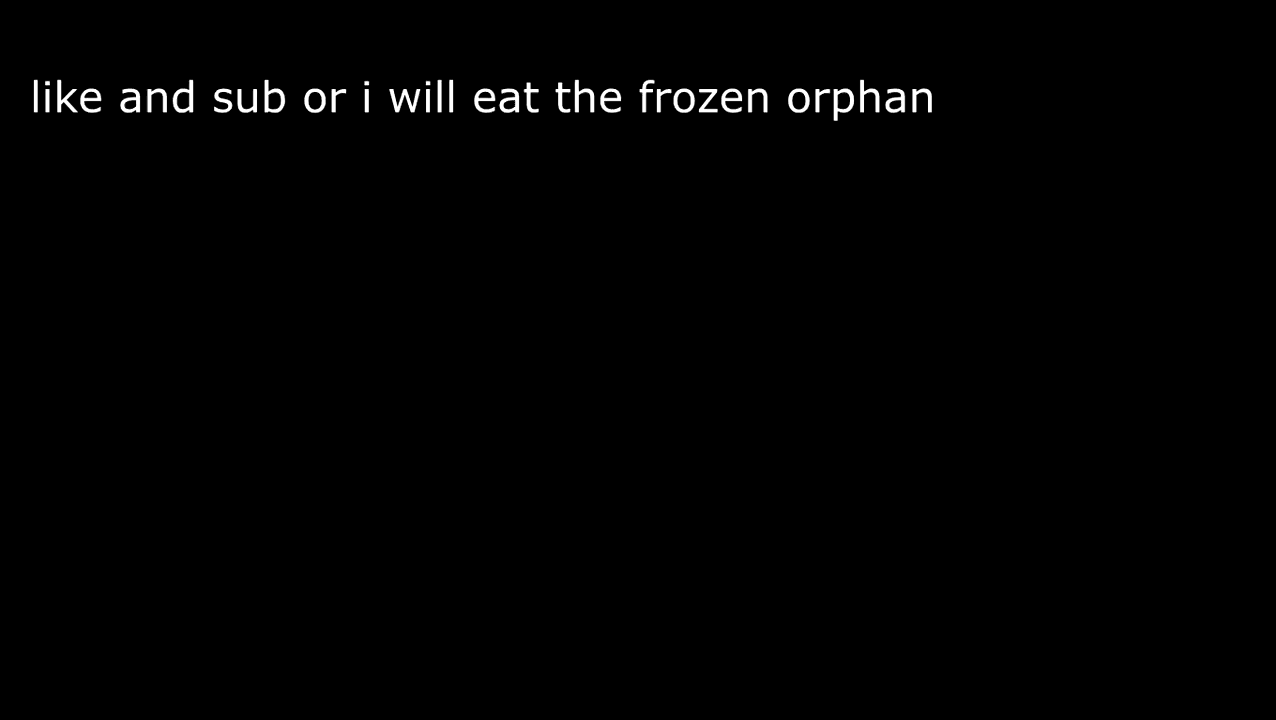 like and sub or i will eat the frozen orphan